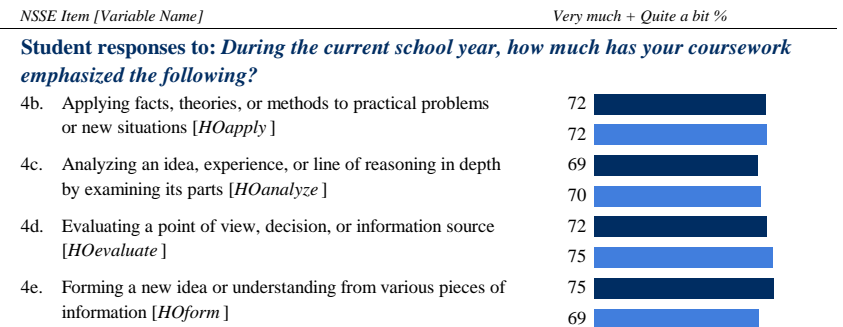 NSSE Item [Variable Name] Very much + Quite a bit %
Student responses to: During the current school year, how much has your coursework
emphasized the following?
4b. Applying facts, theories, or methods to practical problems 72
or new situations [HOapply ]
72
4c. Analyzing an idea, experience, or line of reasoning in depth 69
by examining its parts [HOanalyze ]
70
4d. Evaluating a point of view, decision, or information source 72
[HOevaluate ]
75
4e. Forming a new idea or understanding from various pieces of 75
information [HOform ]
69